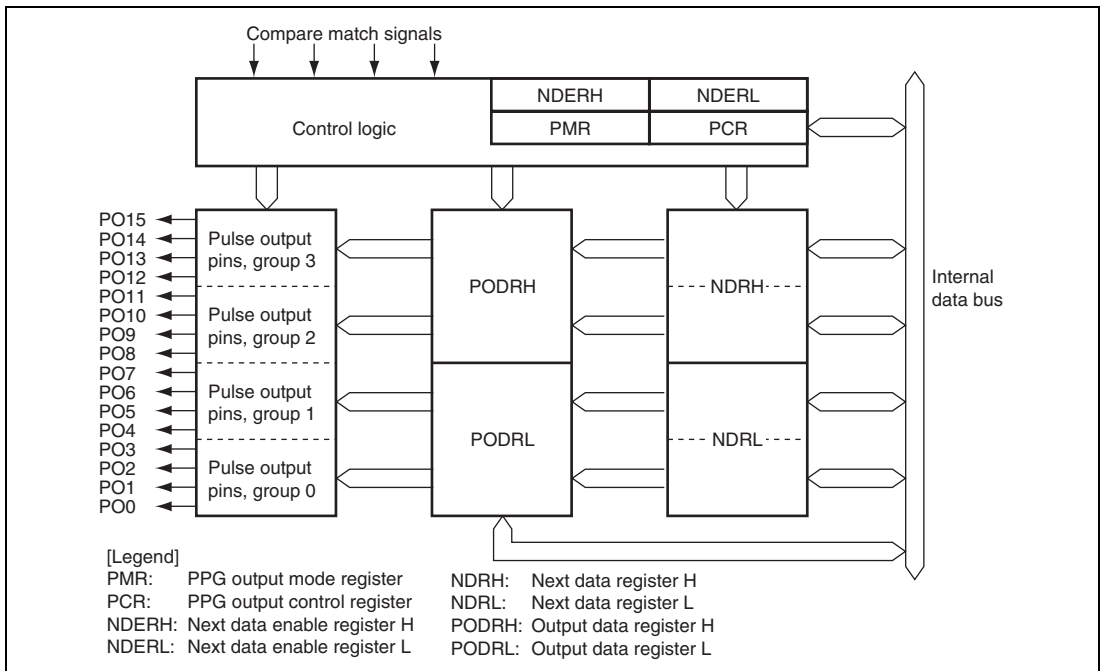 Compare match signals
NDERH NDERL
Control logic PMR PCR
PO15
PO14
PO13
PO12
PO11
PO10
PO9
PO8
PO7
PO6
PO5
PO4
PO3
PO2
PO1
PO0
Pulse output
pins, group 3
Pulse output
pins, group 2
Pulse output
pins, group 1
Pulse output
pins, group 0
PODRH
PODRL
NDRH
NDRL
Internal
data bus
[Legend]
PMR: PPG output mode register
PCR: PPG output control register
NDERH: Next data enable register H
NDERL: Next data enable register L
NDRH: Next data register H
NDRL: Next data register L
PODRH: Output data register H
PODRL: Output data register L